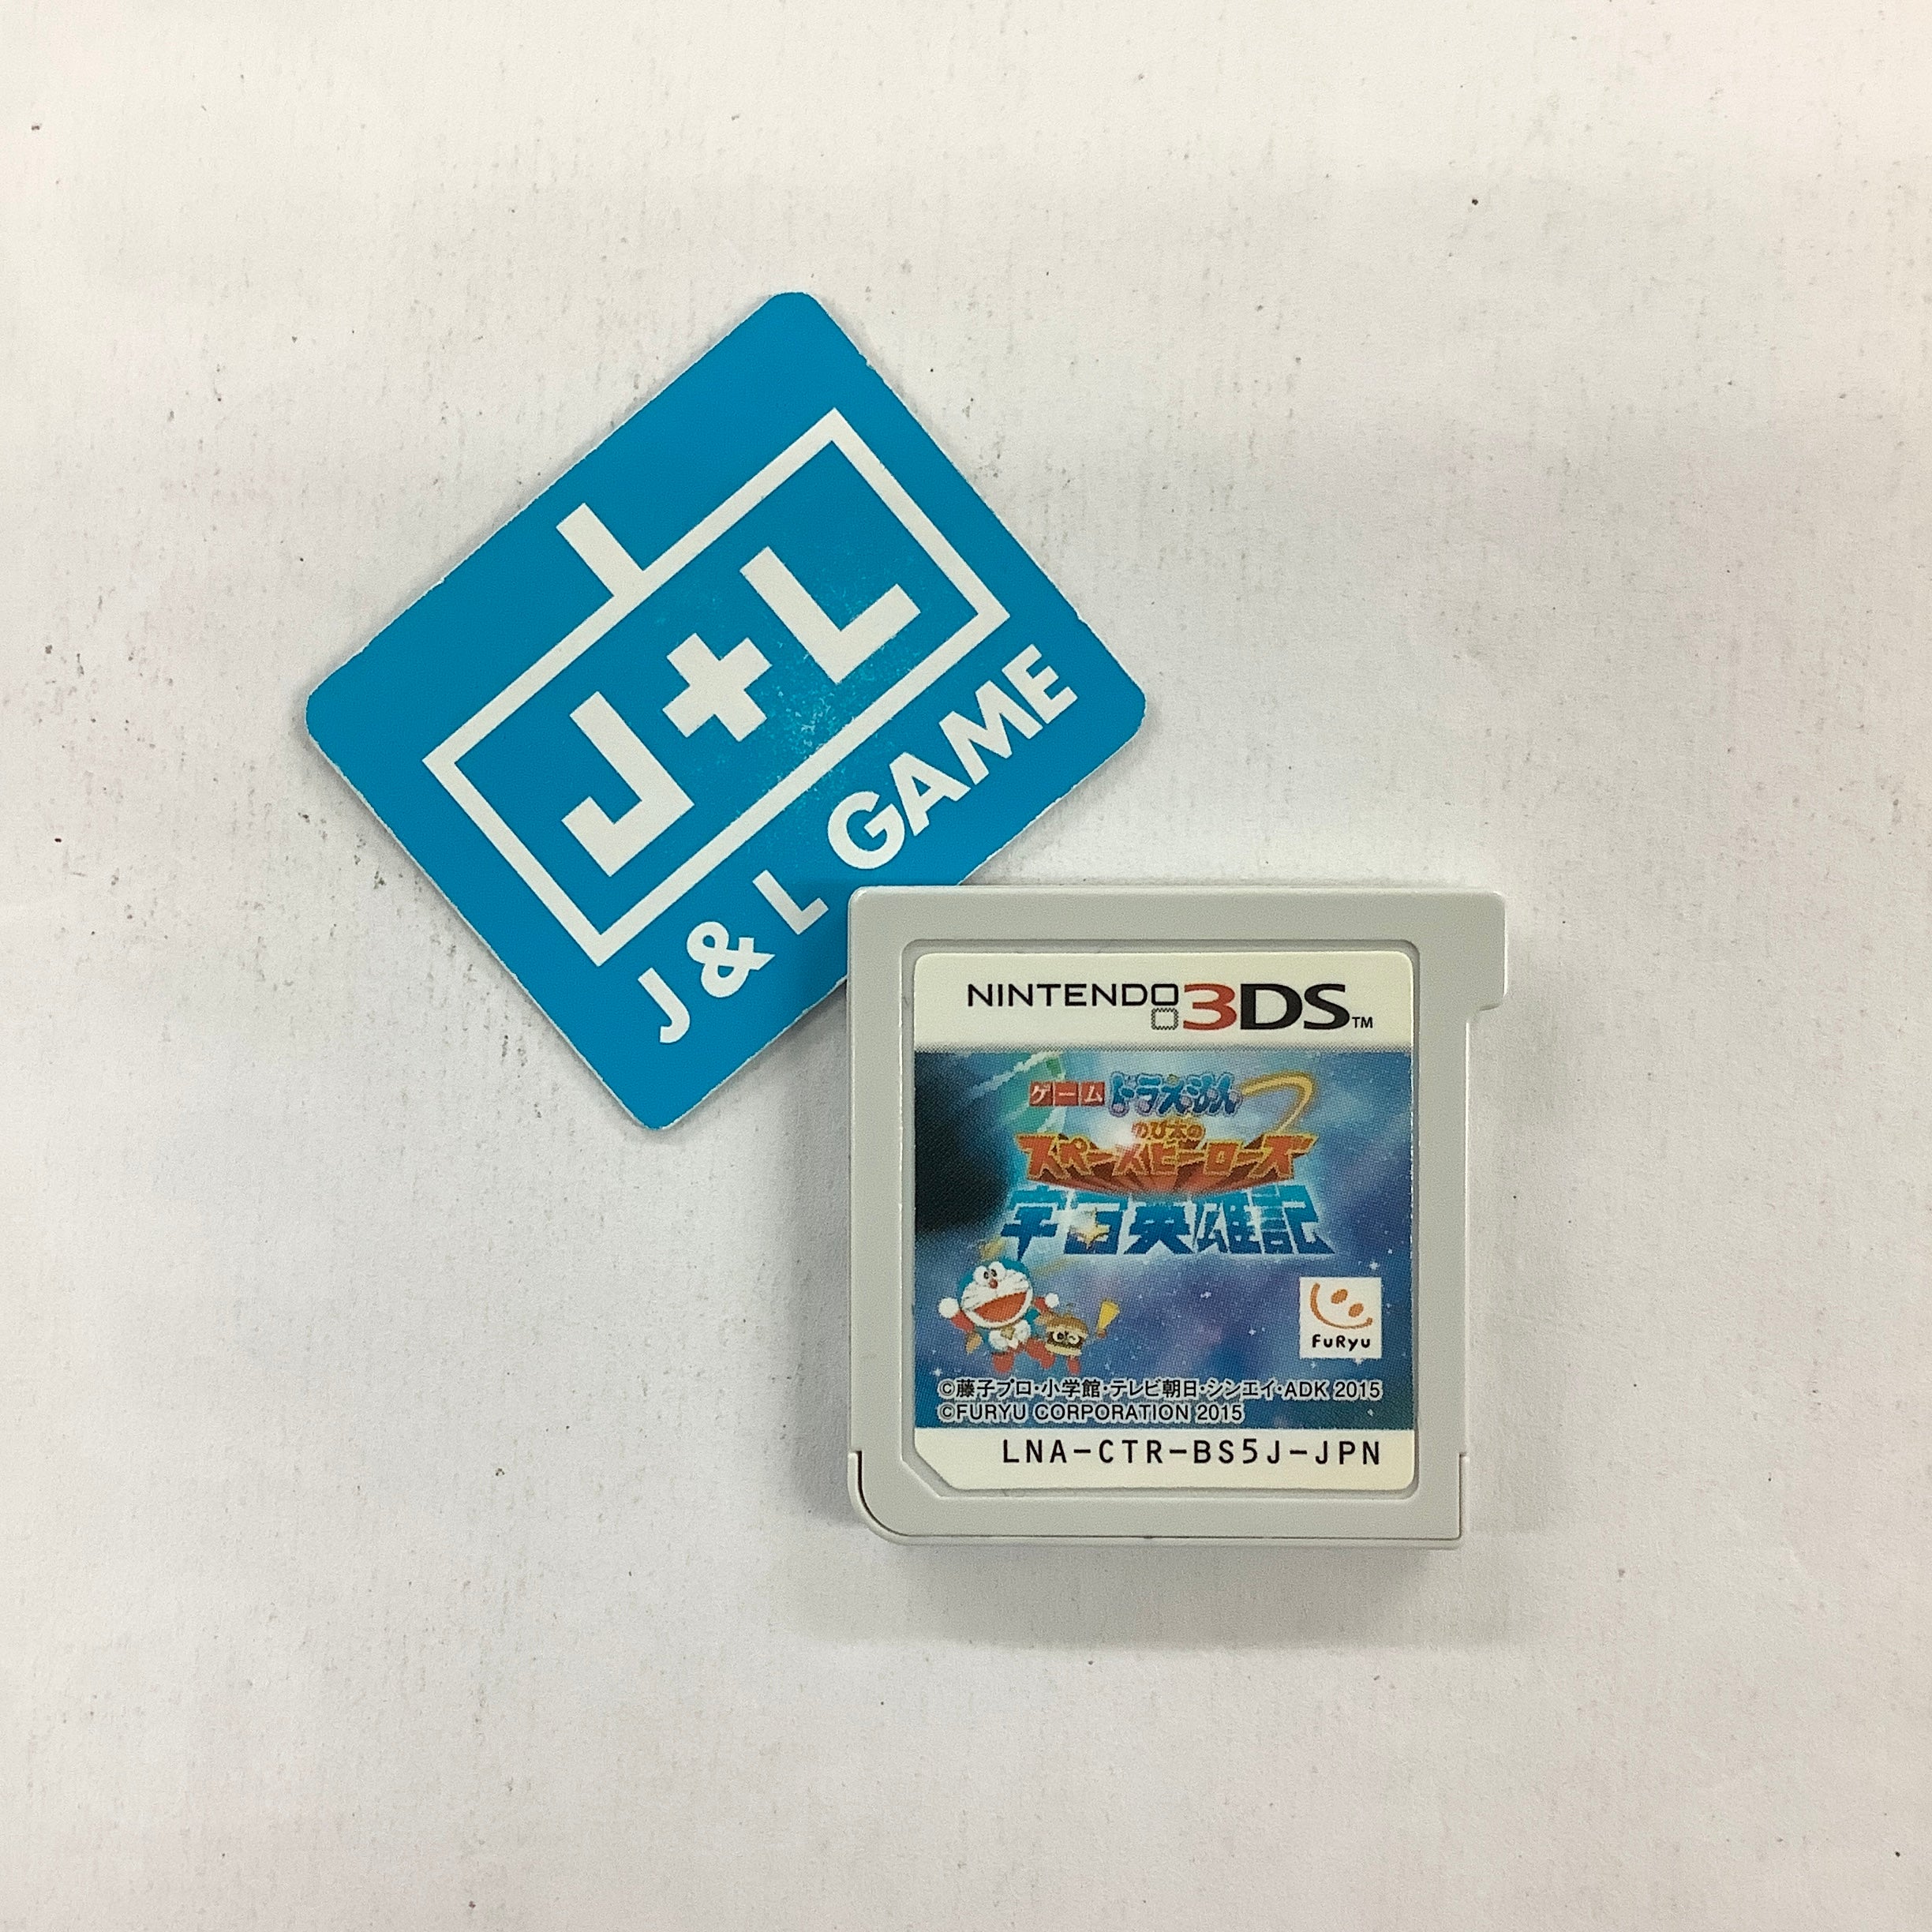 J+L
J & L GAME
NINTENDO 3DS TM
ゲーム ドラえもん
のび太の
スペースヒーローズ
宇宙英雄記
FuRyu
©藤子プロ・小学館・テレビ朝日・シンエイ・ADK 2015
©FURYU CORPORATION 2015
LNA-CTR-BS5J-JPN